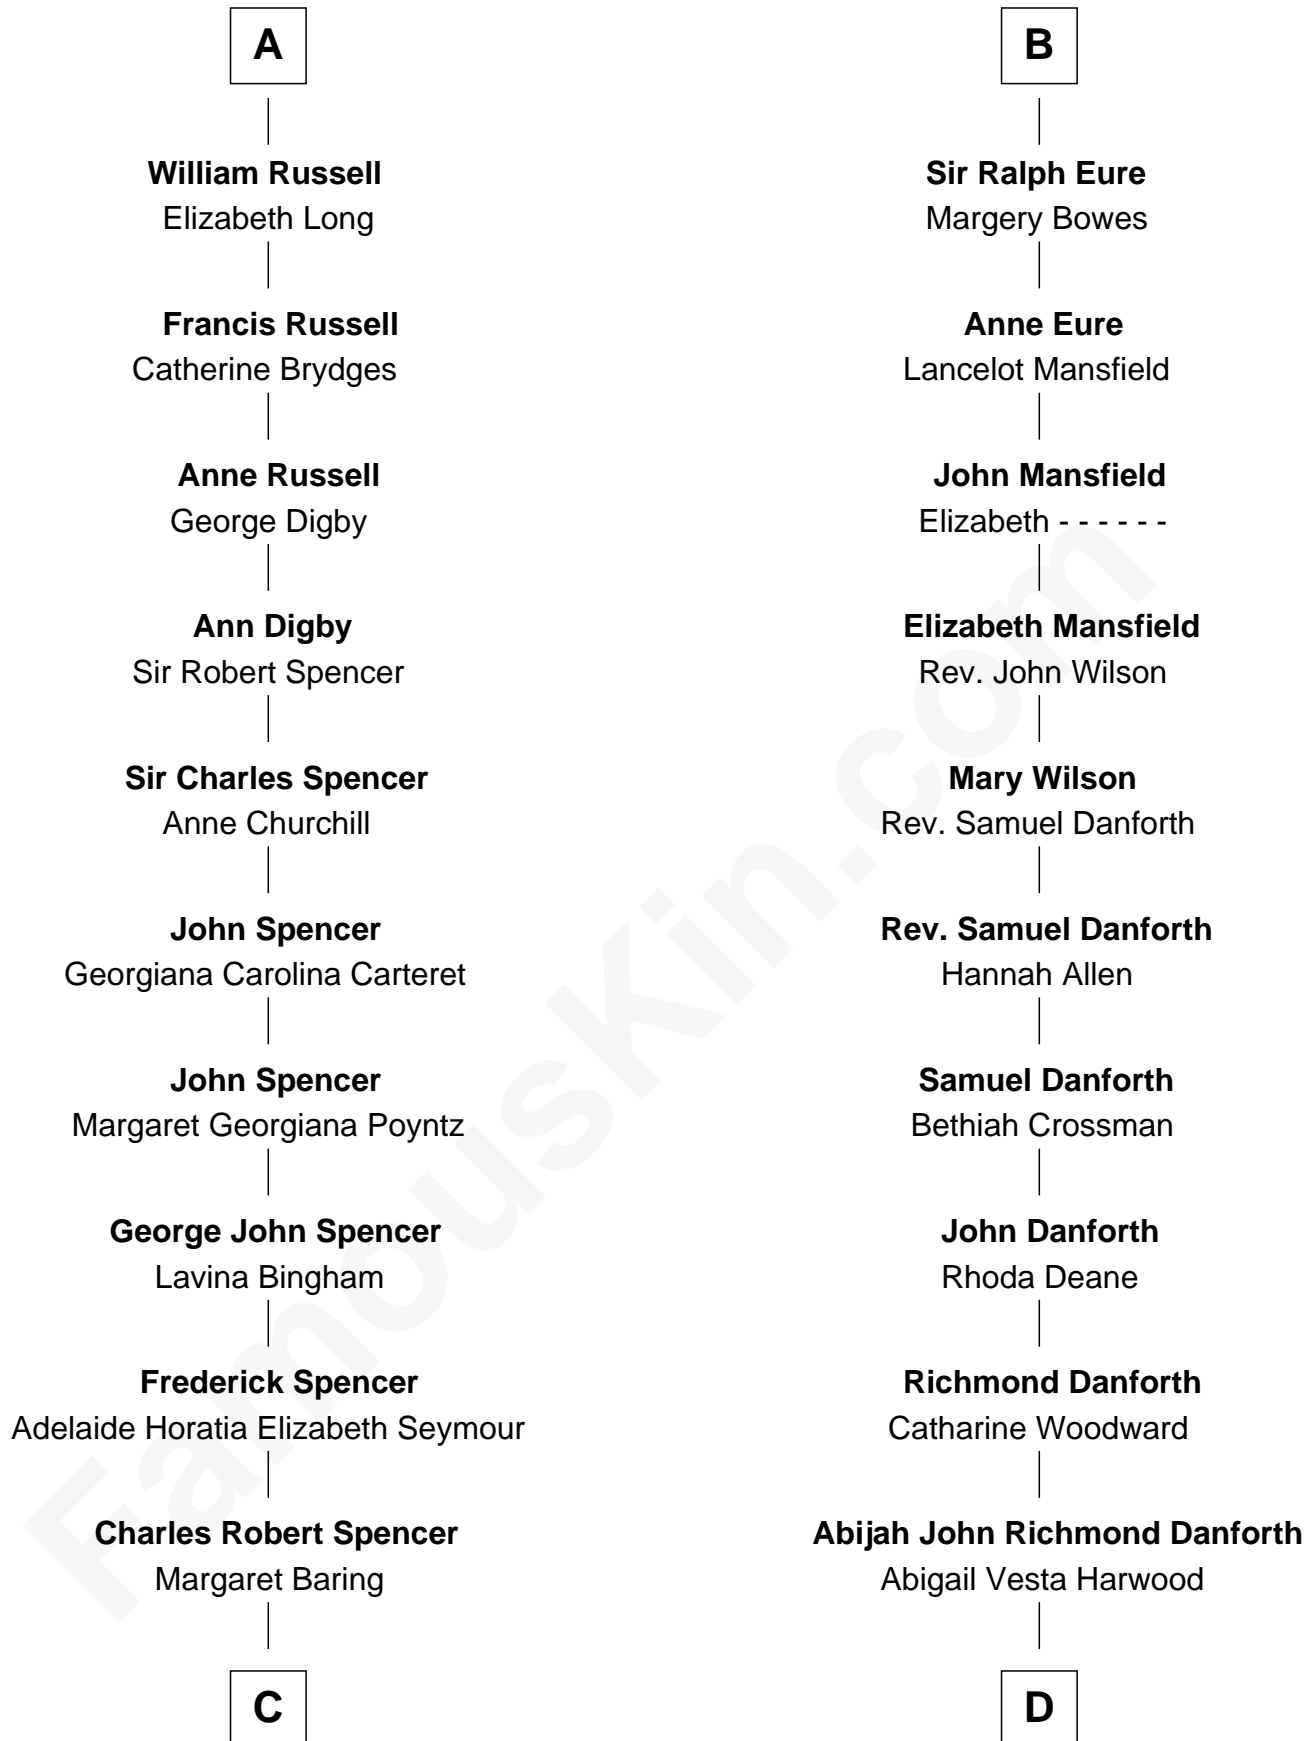 A
William Russell
Elizabeth Long
Francis Russell
Catherine Brydges
Anne Russell
George Digby
Ann Digby
Sir Robert Spencer
Sir Charles Spencer
Anne Churchill
John Spencer
Georgiana Carolina Carteret
John Spencer
Margaret Georgiana Poyntz
George John Spencer
Lavina Bingham
Frederick Spencer
Adelaide Horatia Elizabeth Seymour
Charles Robert Spencer
Margaret Baring
C
B
Sir Ralph Eure
Margery Bowes
Anne Eure
Lancelot Mansfield
John Mansfield
Elizabeth - - - - - -
Elizabeth Mansfield
Rev. John Wilson
Mary Wilson
Rev. Samuel Danforth
Rev. Samuel Danforth
Hannah Allen
Samuel Danforth
Bethiah Crossman
John Danforth
Rhoda Deane
Richmond Danforth
Catharine Woodward
Abijah John Richmond Danforth
Abigail Vesta Harwood
D
FamousKin.com